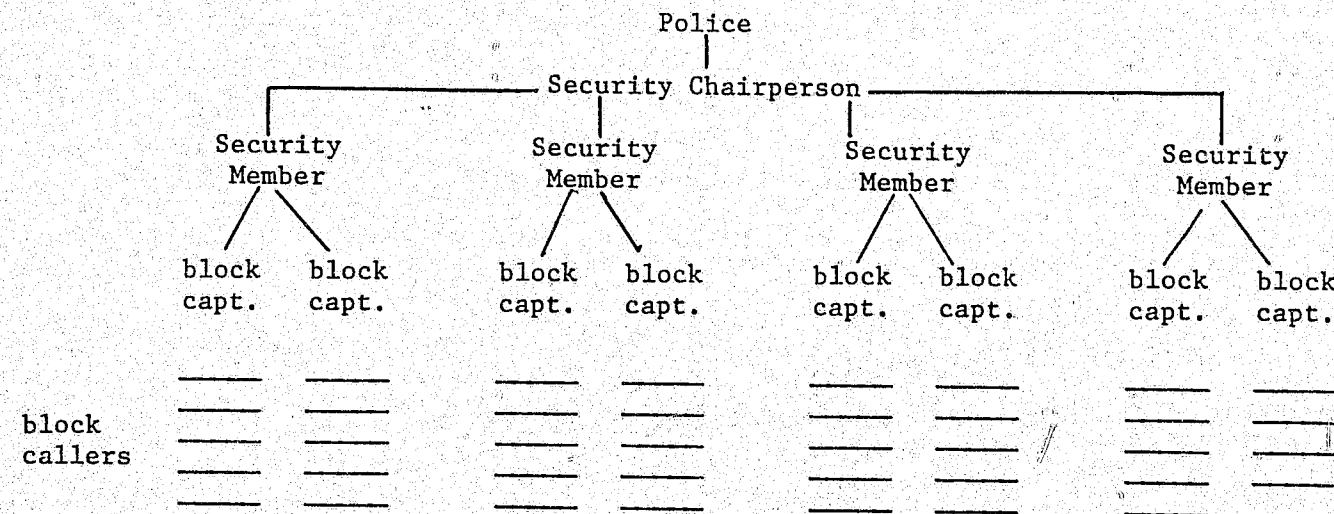 Police
Security Chairperson
Security Security Security Security
Member Member Member Member
block block block block block block block block
capt. capt. capt. capt. capt. capt. capt. capt.
block
callers